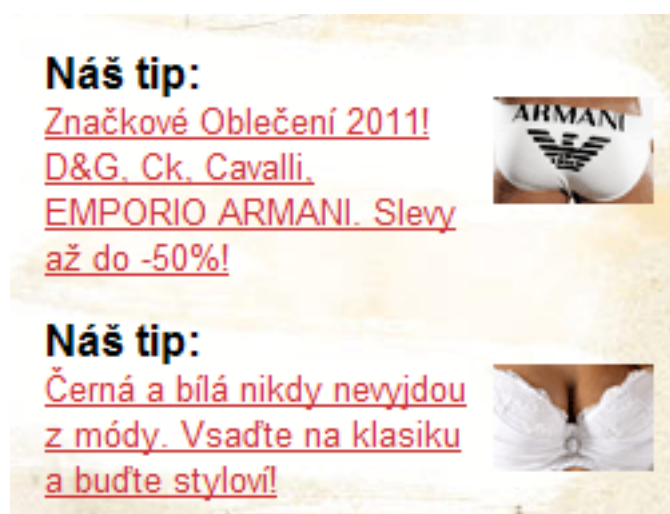 Náš tip:
Značkové Oblečení 2011!
D&G, Ck, Cavalli,
EMPORIO ARMANI. Slevy
až do -50%!
ARMANI
Náš tip:
Černá a bílá nikdy nevyjdou
z módy. Vsaďte na klasiku
a buďte styloví!